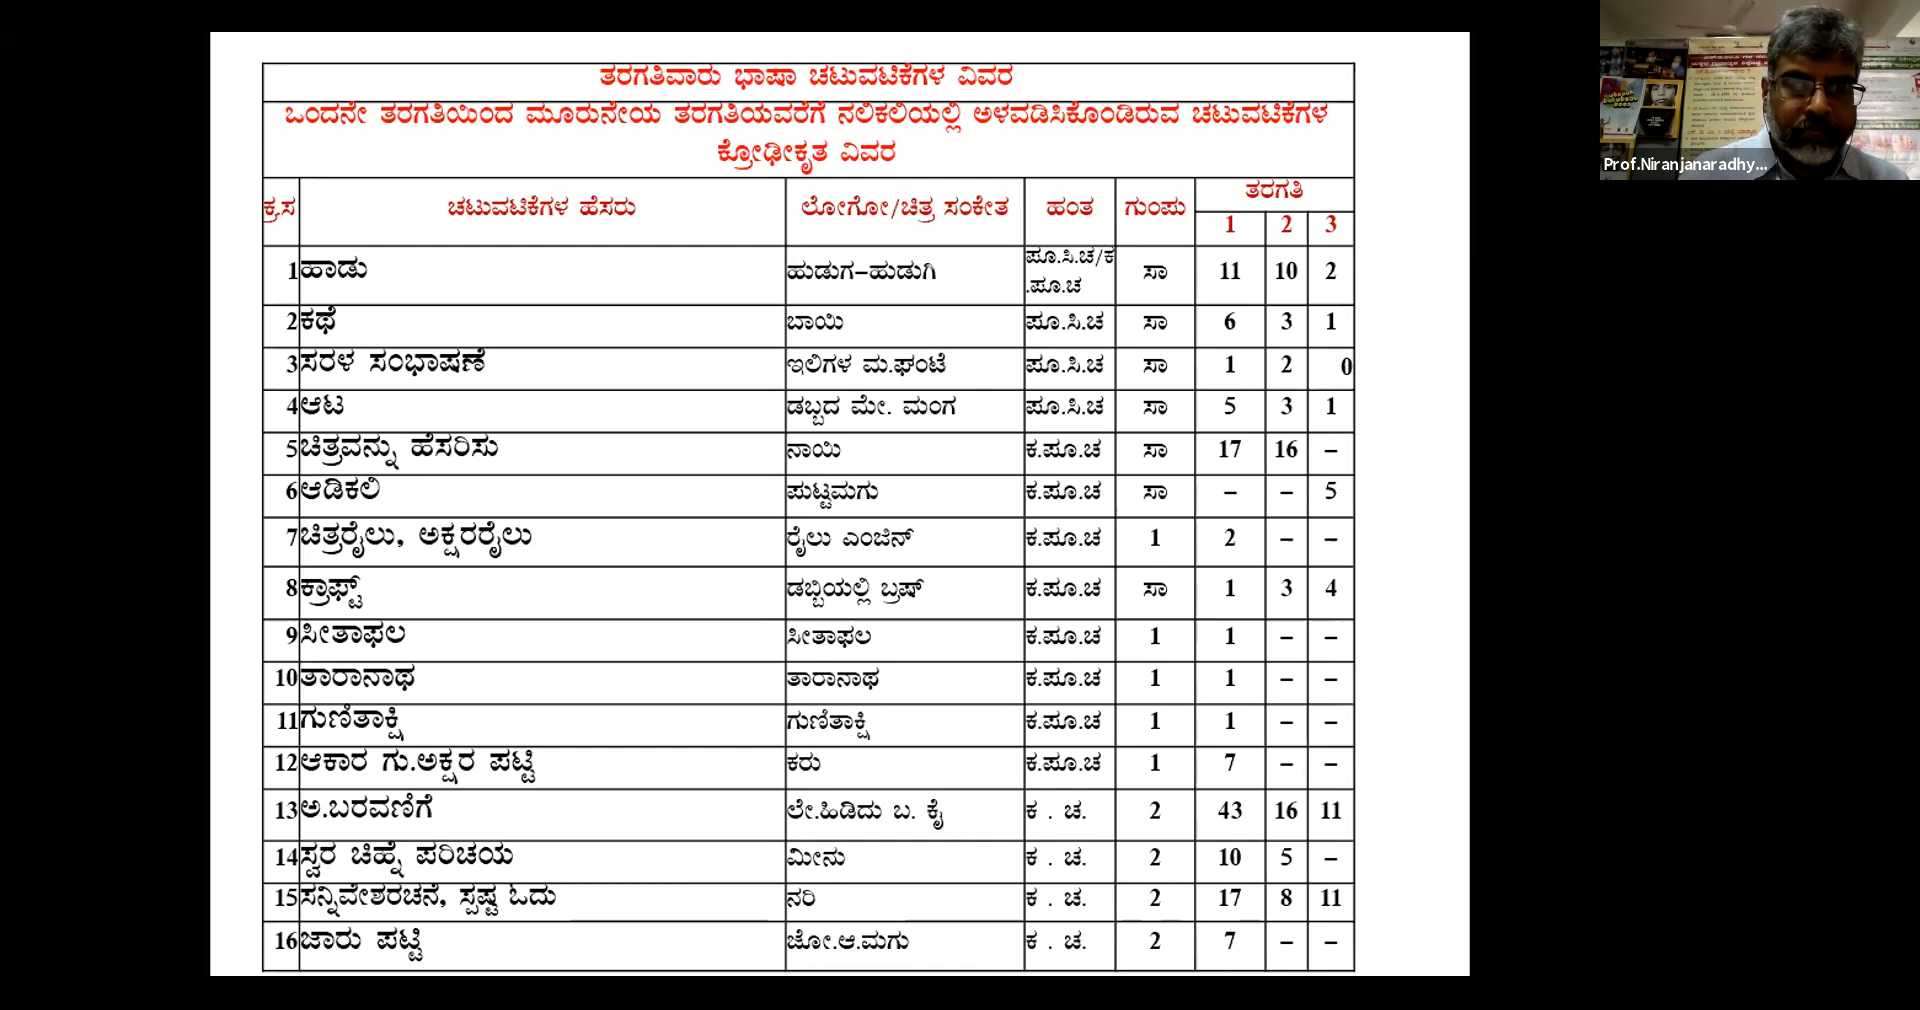 ತರಗತಿವಾರು ಭಾಷಾ ಚಟುವಟಿಕೆಗಳ ವಿವರ
ಒಂದನೇ ತರಗತಿಯಿಂದ ಮೂರುನೇಯ ತರಗತಿಯವರೆಗೆ ನಲಿಕಲಿಯಲ್ಲಿ ಅಳವಡಿಸಿಕೊಂಡಿರುವ ಚಟುವಟಿಕೆಗಳ
ಕ್ರೋಢೀಕೃತ ವಿವರ
ಕ್ರ.ಸ ಚಟುವಟಿಕೆಗಳ ಹೆಸರು ಲೋಗೋ/ಚಿತ್ರ ಸಂಕೇತ ಹಂತ ಗುಂಪು ತರಗತಿ
1 2 3
1 ಹಾಡು ಹುಡುಗ–ಹುಡುಗಿ ಪೂ.ಸಿ.ಚ/ಕ .ಪೂ.ಚ ಸಾ 11 10 2
2 ಕಥೆ ಬಾಯಿ ಪೂ.ಸಿ.ಚ ಸಾ 6 3 1
3 ಸರಳ ಸಂಭಾಷಣೆ ಇಲಿಗಳ ಮ.ಘಂಟೆ ಪೂ.ಸಿ.ಚ ಸಾ 1 2 0
4 ಆಟ ಡಬ್ಬದ ಮೇ. ಮಂಗ ಪೂ.ಸಿ.ಚ ಸಾ 5 3 1
5 ಚಿತ್ರವನ್ನು ಹೆಸರಿಸು ನಾಯಿ ಕ.ಪೂ.ಚ ಸಾ 17 16 –
6 ಆಡಿಕಲಿ ಪುಟ್ಟಮಗು ಕ.ಪೂ.ಚ ಸಾ – – 5
7 ಚಿತ್ರರೈಲು, ಅಕ್ಷರರೈಲು ರೈಲು ಎಂಜಿನ್ ಕ.ಪೂ.ಚ 1 2 – –
8 ಕ್ರಾಫ್ಟ್ ಡಬ್ಬಿಯಲ್ಲಿ ಬ್ರಷ್ ಕ.ಪೂ.ಚ ಸಾ 1 3 4
9 ಸೀತಾಫಲ ಸೀತಾಫಲ ಕ.ಪೂ.ಚ 1 1 – –
10 ತಾರಾನಾಥ ತಾರಾನಾಥ ಕ.ಪೂ.ಚ 1 1 – –
11 ಗುಣಿತಾಕ್ಷಿ ಗುಣಿತಾಕ್ಷಿ ಕ.ಪೂ.ಚ 1 1 – –
12 ಆಕಾರ ಗು.ಅಕ್ಷರ ಪಟ್ಟಿ ಕರು ಕ.ಪೂ.ಚ 1 7 – –
13 ಅ.ಬರವಣಿಗೆ ಲೇ.ಹಿಡಿದು ಬ. ಕೈ ಕ . ಚ. 2 43 16 11
14 ಸ್ವರ ಚಿಹ್ನೆ ಪರಿಚಯ ಮೀನು ಕ . ಚ. 2 10 5 –
15 ಸನ್ನಿವೇಶರಚನೆ, ಸ್ಪಷ್ಟ ಓದು ನರಿ ಕ . ಚ. 2 17 8 11
16 ಜಾರು ಪಟ್ಟಿ ಜೋ.ಆ.ಮಗು ಕ . ಚ. 2 7 – –
Prof.Niranjanaradhy...